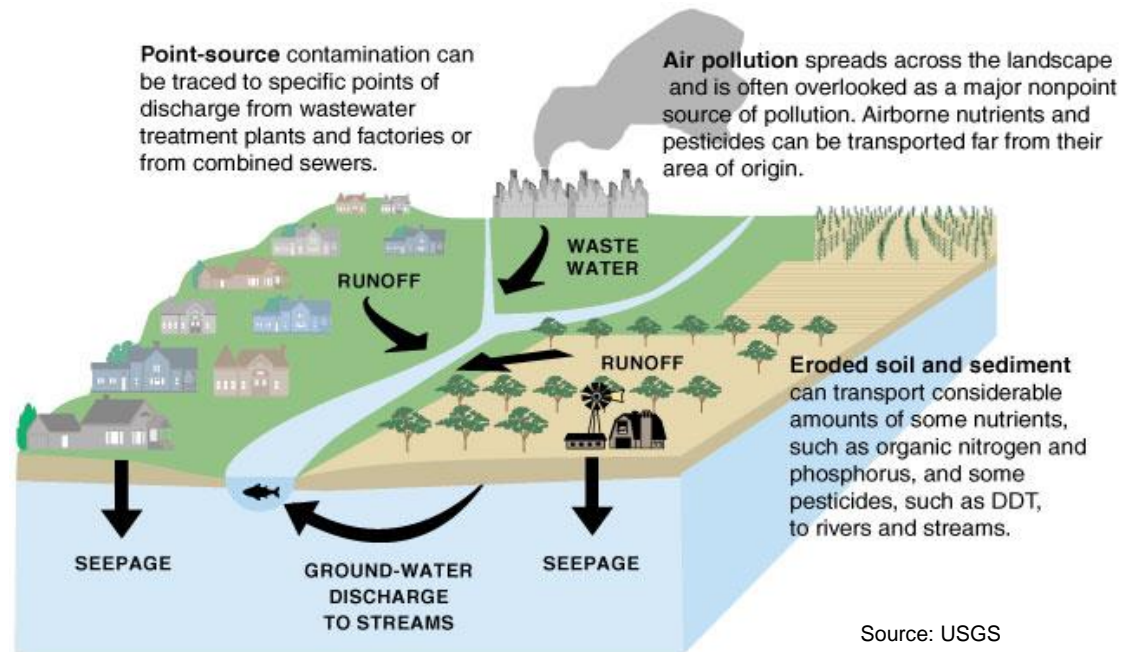 Point-source contamination can
be traced to specific points of
discharge from wastewater
treatment plants and factories or
from combined sewers.
Air pollution spreads across the landscape
and is often overlooked as a major nonpoint
source of pollution. Airborne nutrients and
pesticides can be transported far from their
area of origin.
WASTE
WATER
RUNOFF
RUNOFF
Eroded soil and sediment
can transport considerable
amounts of some nutrients,
such as organic nitrogen and
phosphorus, and some
pesticides, such as DDT,
to rivers and streams.
SEEPAGE
GROUND-WATER
DISCHARGE
TO STREAMS
SEEPAGE
Source: USGS